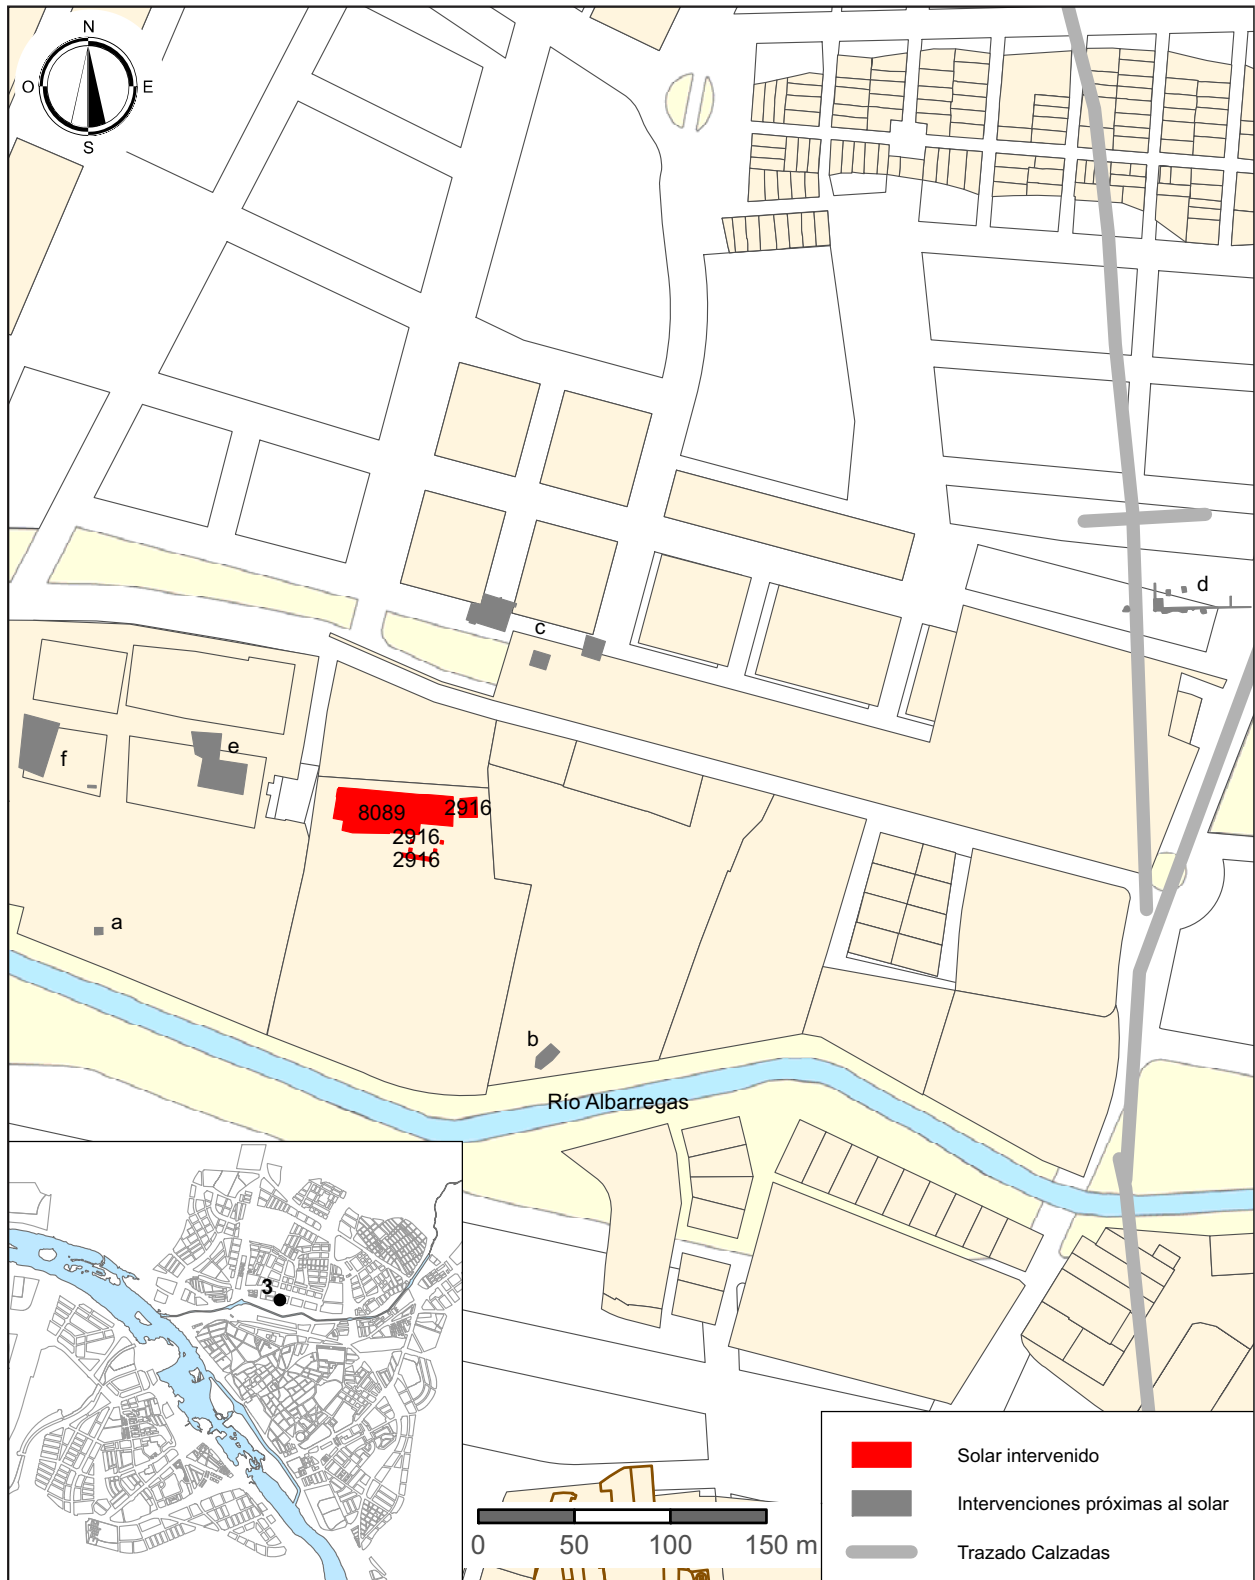 N
O
E
S
d
c
e
f
8089
2916
2916
2916
a
b
Río Albarregas
3
0 50 100 150 m
Solar intervenido
Intervenciones próximas al solar
Trazado Calzadas